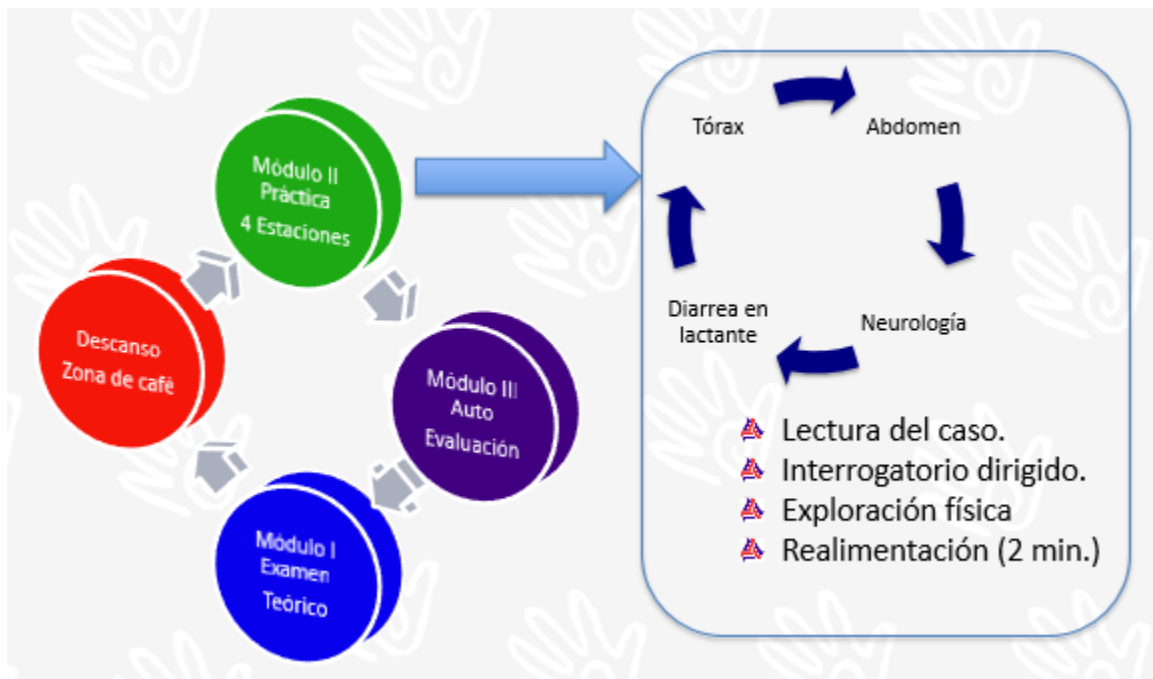 Módulo II
Práctica
4 Estaciones
Descanso
Zona de café
Módulo III
Auto
Evaluación
Módulo I
Examen
Teórico
Tórax
Abdomen
Neurología
Diarrea en
lactante
Lectura del caso.
Interrogatorio dirigido.
Exploración física
Realimentación (2 min.)